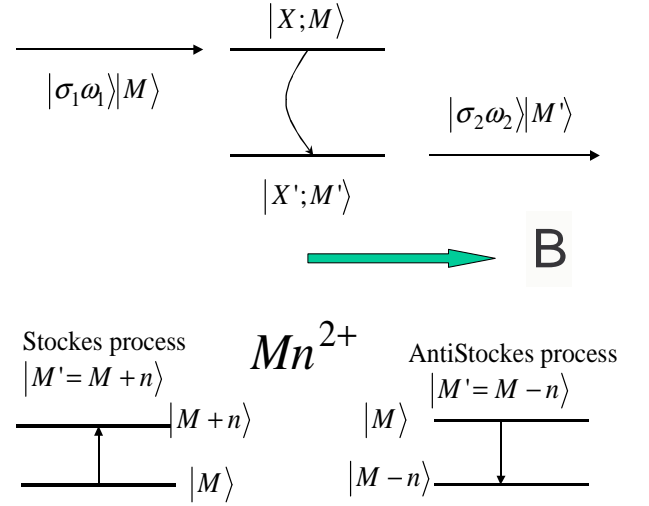 |X;M⟩
|σ₁ω₁⟩|M⟩
|σ₂ω₂⟩|M'⟩
|X';M'⟩
B
Stockes process
|M'= M + n⟩
Mn²⁺
AntiStockes process
|M'= M − n⟩
|M + n⟩
|M⟩
|M⟩
|M − n⟩